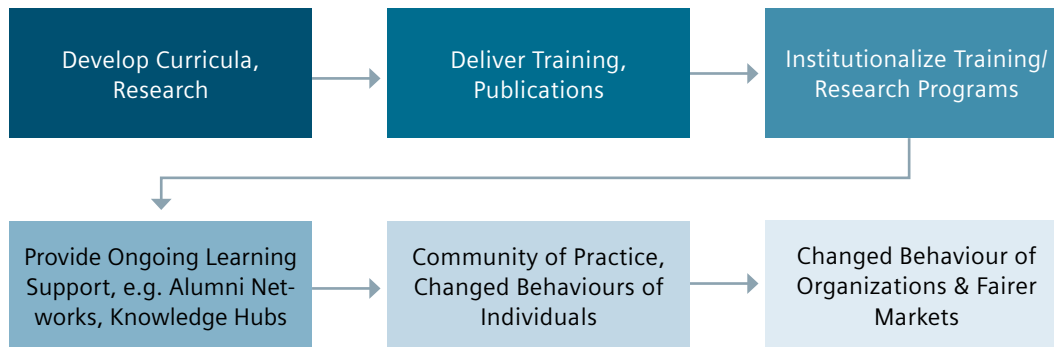 Develop Curricula,
Research
Deliver Training,
Publications
Institutionalize Training/
Research Programs
Provide Ongoing Learning
Support, e.g. Alumni Net-
works, Knowledge Hubs
Community of Practice,
Changed Behaviours of
Individuals
Changed Behaviour of
Organizations & Fairer
Markets